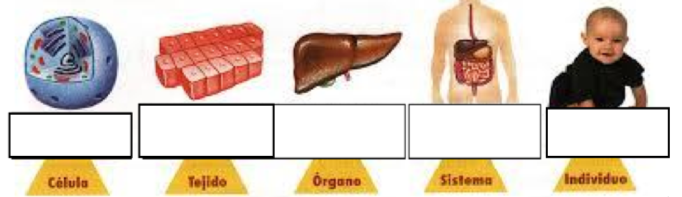 Célula
Tejido
Órgano
Sistema
Individuo